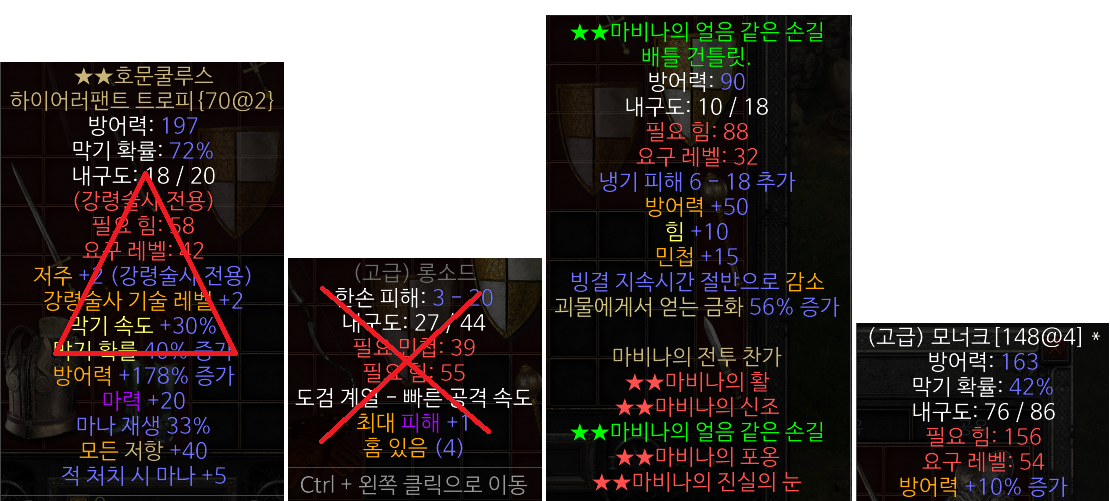 ★★호문쿨루스
하이어러팬트 트로피{70@2}
방어력: 197
막기 확률: 72%
내구도: 18 / 20
(강령술사 전용)
필요 힘: 58
요구 레벨: 42
저주 +2 (강령술사 전용)
강령술사 기술 레벨 +2
막기 속도 +30%
막기 확률 40% 증가
방어력 +178% 증가
마력 +20
마나 재생 33%
모든 저항 +40
적 처치 시 마나 +5
(고급) 롱소드
한손 피해: 3 - 20
내구도: 27 / 44
필요 민첩: 39
필요 힘: 55
도검 계열 - 빠른 공격 속도
최대 피해 +1
홈 있음 (4)
Ctrl + 왼쪽 클릭으로 이동
★★마비나의 얼음 같은 손길
배틀 건틀릿.
방어력: 90
내구도: 10 / 18
필요 힘: 88
요구 레벨: 32
냉기 피해 6 - 18 추가
방어력 +50
힘 +10
민첩 +15
빙결 지속시간 절반으로 감소
괴물에게서 얻는 금화 56% 증가
마비나의 전투 찬가
★★마비나의 활
★★마비나의 신조
★★마비나의 얼음 같은 손길
★★마비나의 포옹
★★마비나의 진실의 눈
(고급) 모너크[148@4] *
방어력: 163
막기 확률: 42%
내구도: 76 / 86
필요 힘: 156
요구 레벨: 54
방어력 +10% 증가